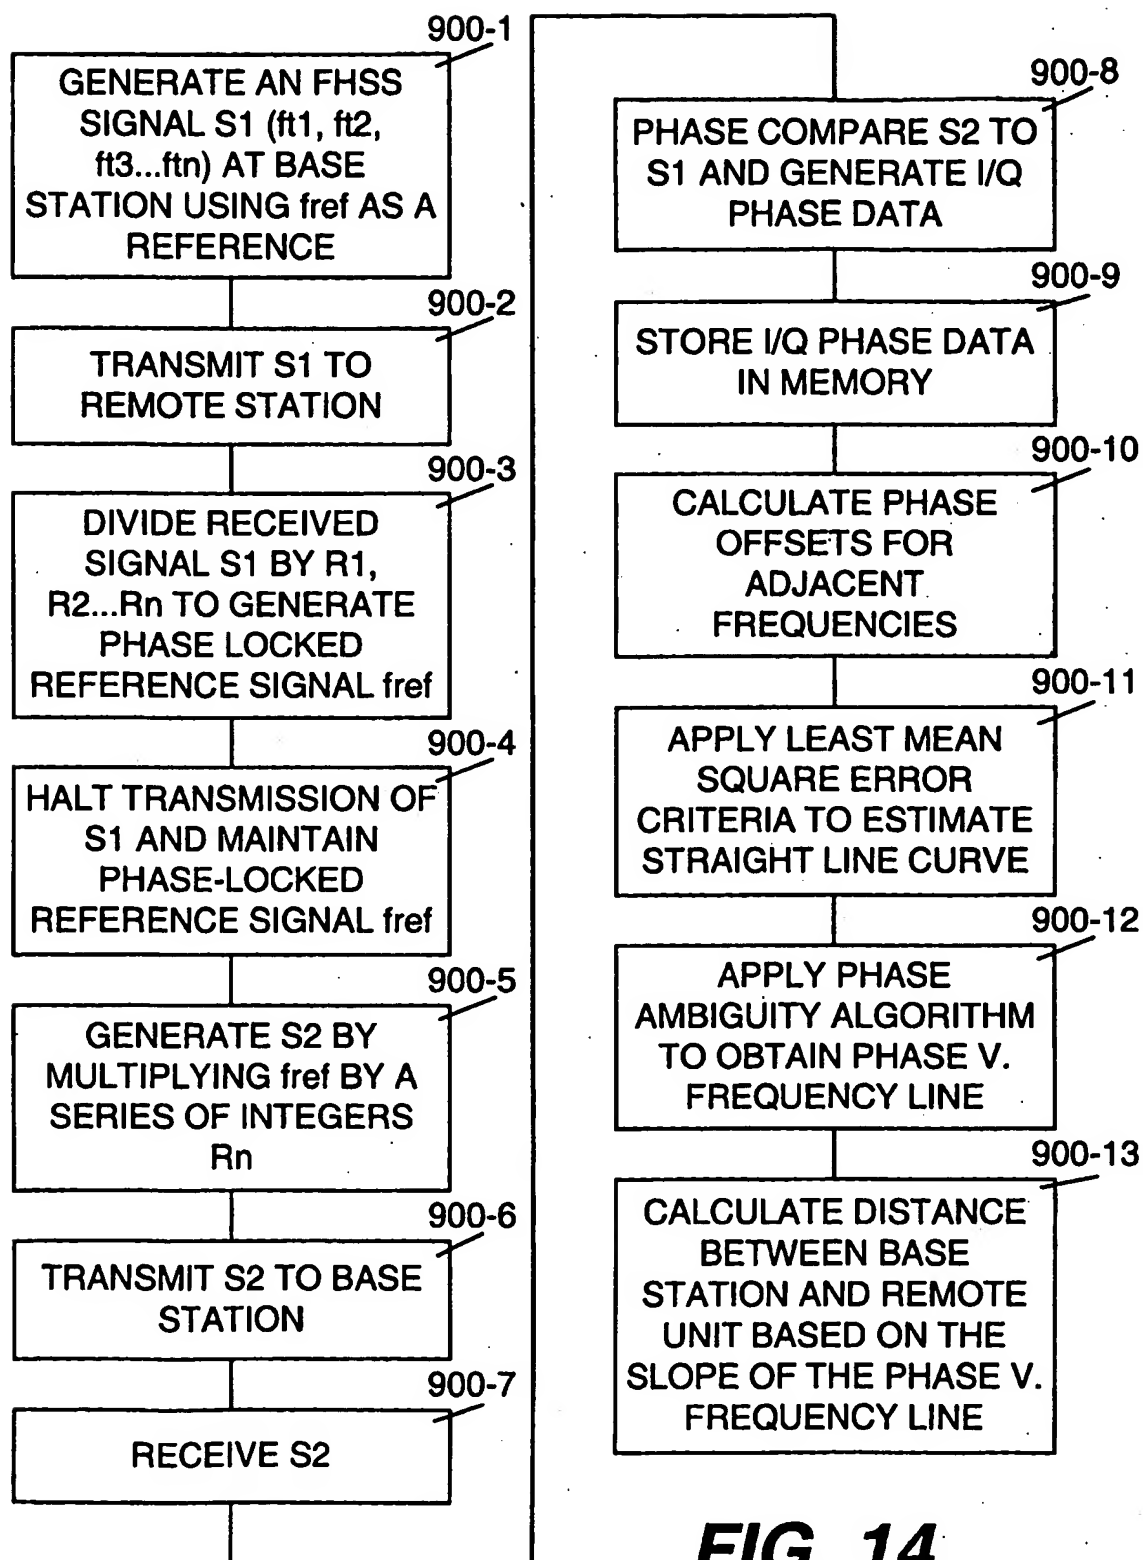 900-1
GENERATE AN FHSS
SIGNAL S1 (ft1, ft2,
ft3...ftn) AT BASE
STATION USING fref AS A
REFERENCE
900-2
TRANSMIT S1 TO
REMOTE STATION
900-3
DIVIDE RECEIVED
SIGNAL S1 BY R1,
R2...Rn TO GENERATE
PHASE LOCKED
REFERENCE SIGNAL fref
900-4
HALT TRANSMISSION OF
S1 AND MAINTAIN
PHASE-LOCKED
REFERENCE SIGNAL fref
900-5
GENERATE S2 BY
MULTIPLYING fref BY A
SERIES OF INTEGERS
Rn
900-6
TRANSMIT S2 TO BASE
STATION
900-7
RECEIVE S2
900-8
PHASE COMPARE S2 TO
S1 AND GENERATE I/Q
PHASE DATA
900-9
STORE I/Q PHASE DATA
IN MEMORY
900-10
CALCULATE PHASE
OFFSETS FOR
ADJACENT
FREQUENCIES
900-11
APPLY LEAST MEAN
SQUARE ERROR
CRITERIA TO ESTIMATE
STRAIGHT LINE CURVE
900-12
APPLY PHASE
AMBIGUITY ALGORITHM
TO OBTAIN PHASE V.
FREQUENCY LINE
900-13
CALCULATE DISTANCE
BETWEEN BASE
STATION AND REMOTE
UNIT BASED ON THE
SLOPE OF THE PHASE V.
FREQUENCY LINE
FIG. 14